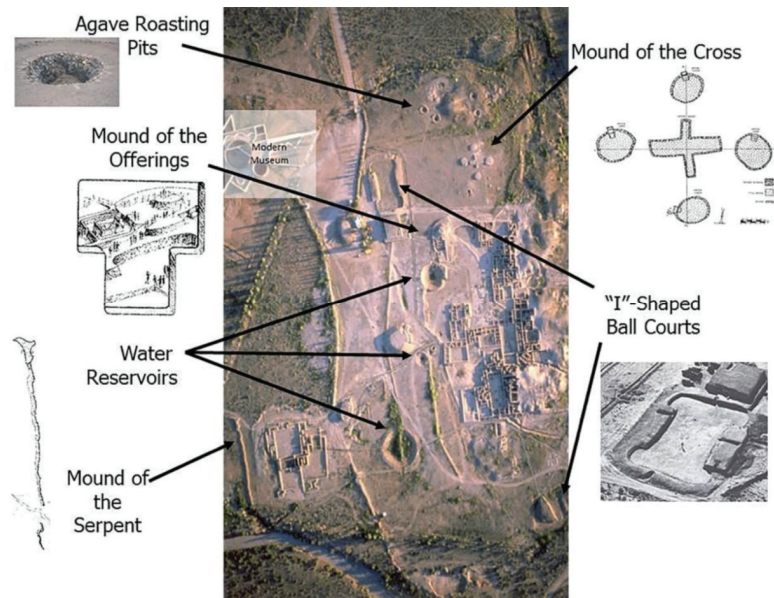 Agave Roasting
Pits
Mound of the Cross
Modern
Museum
Mound of the
Offerings
"I"-Shaped
Ball Courts
Water
Reservoirs
Mound of
the
Serpent